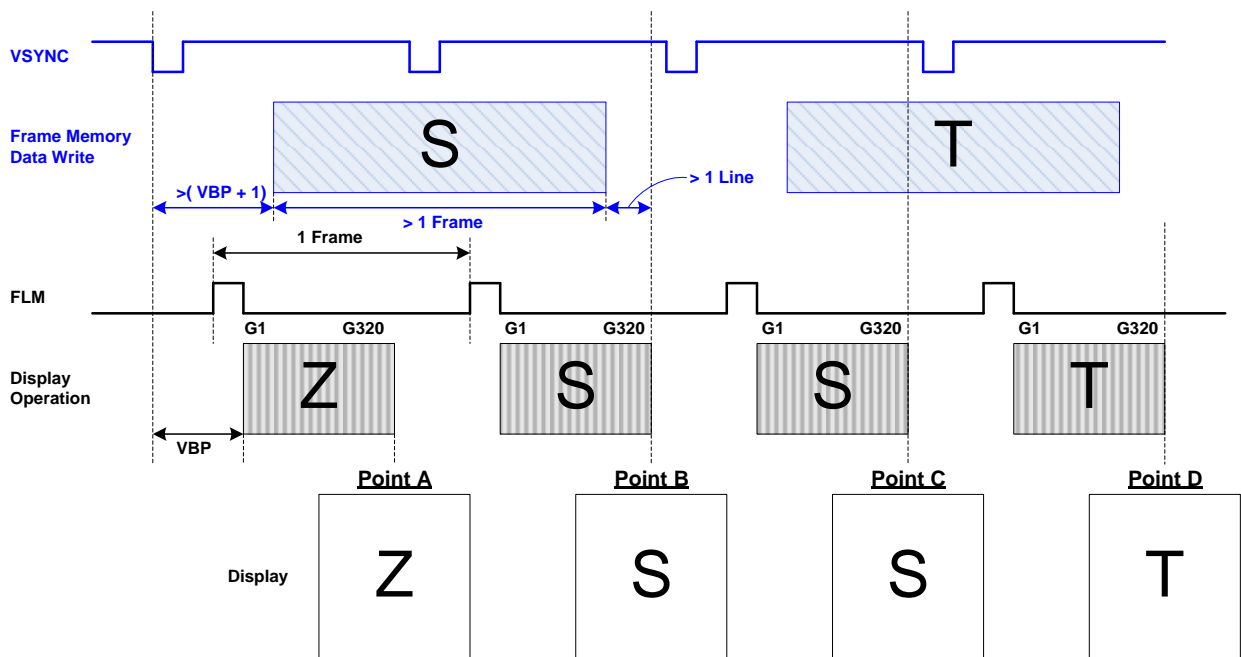 VSYNC
Frame Memory
Data Write
S
T
>( VBP + 1)
> 1 Frame
> 1 Line
1 Frame
FLM
G1 G320 G1 G320 G1 G320 G1 G320
Display
Operation
Z S S T
VBP
Point A Point B Point C Point D
Display
Z S S T